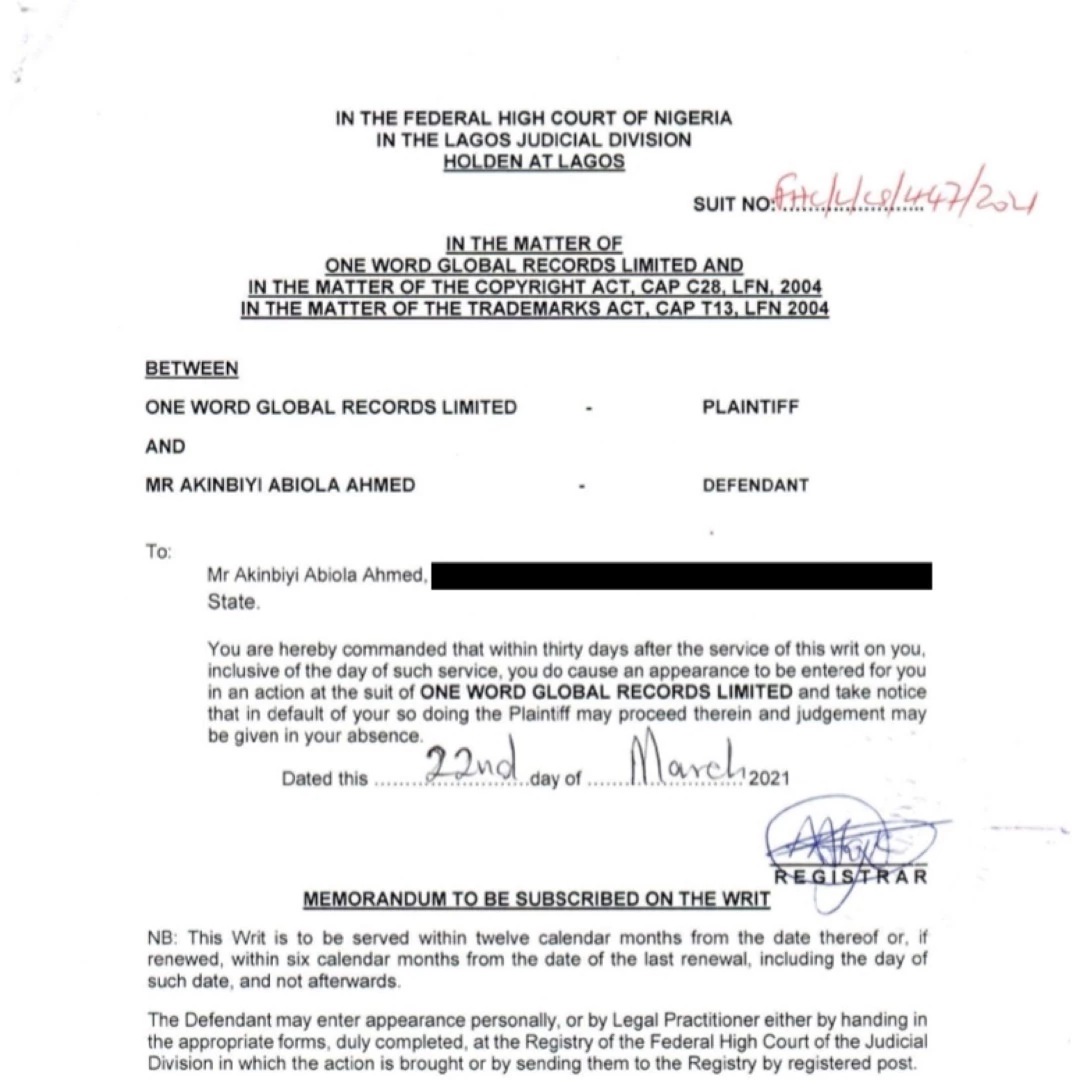 IN THE FEDERAL HIGH COURT OF NIGERIA
IN THE LAGOS JUDICIAL DIVISION
HOLDEN AT LAGOS
SUIT NO: FHC/L/CS/447/2021
IN THE MATTER OF
ONE WORD GLOBAL RECORDS LIMITED AND
IN THE MATTER OF THE COPYRIGHT ACT, CAP C28, LFN, 2004
IN THE MATTER OF THE TRADEMARKS ACT, CAP T13, LFN 2004
BETWEEN
ONE WORD GLOBAL RECORDS LIMITED - PLAINTIFF
AND
MR AKINBIYI ABIOLA AHMED - DEFENDANT
To:
Mr Akinbiyi Abiola Ahmed,
State.
You are hereby commanded that within thirty days after the service of this writ on you,
inclusive of the day of such service, you do cause an appearance to be entered for you
in an action at the suit of ONE WORD GLOBAL RECORDS LIMITED and take notice
that in default of your so doing the Plaintiff may proceed therein and judgement may
be given in your absence.
Dated this 22nd day of March 2021
REGISTRAR
MEMORANDUM TO BE SUBSCRIBED ON THE WRIT
NB: This Writ is to be served within twelve calendar months from the date thereof or, if
renewed, within six calendar months from the date of the last renewal, including the day of
such date, and not afterwards.
The Defendant may enter appearance personally, or by Legal Practitioner either by handing in
the appropriate forms, duly completed, at the Registry of the Federal High Court of the Judicial
Division in which the action is brought or by sending them to the Registry by registered post.